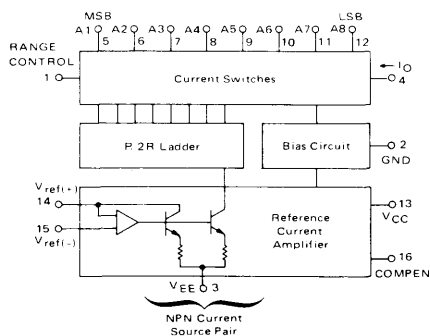 MSB LSB
A1 A2 A3 A4 A5 A6 A7 A8
5 6 7 8 9 10 11 12
RANGE
CONTROL
1
Current Switches
IO
4
R 2R Ladder
Bias Circuit
2
GND
Vref(+)
14
15
Vref(-)
Reference
Current
Amplifier
13
VCC
16
COMPEN
VEE 3
NPN Current
Source Pair